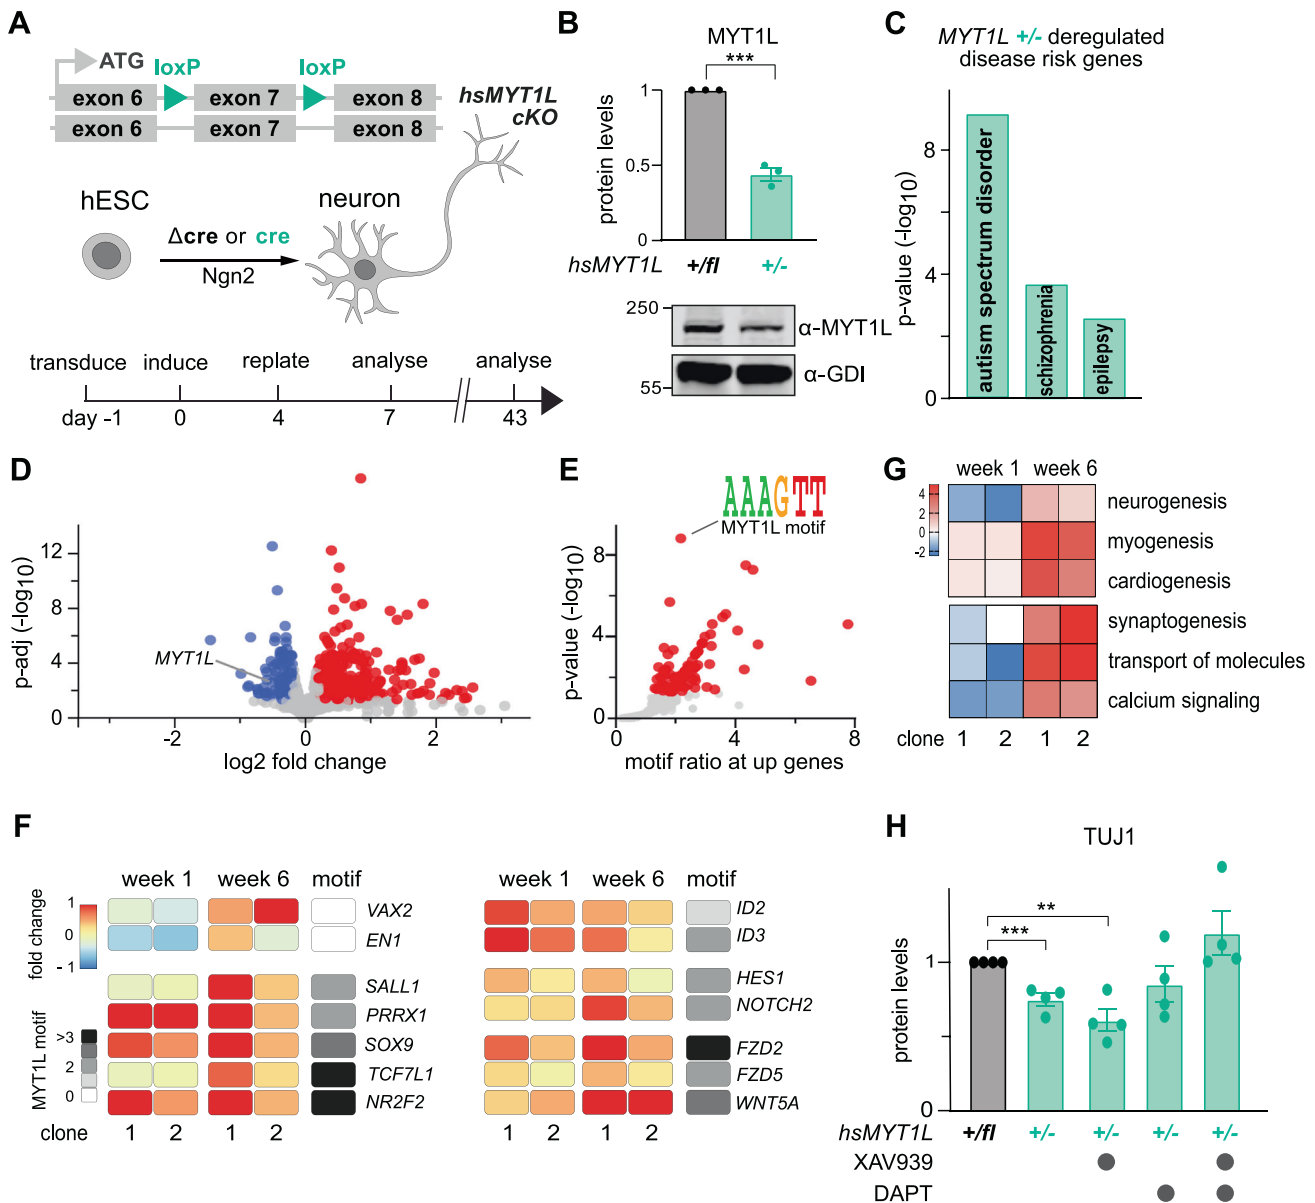 A
ATG
loxP
loxP
exon 6
exon 7
exon 8
exon 6
exon 7
exon 8
hsMYT1L
cKO
hESC
neuron
Δcre or cre
Ngn2
transduce
induce
replate
analyse
analyse
day -1
0
4
7
43
B
MYT1L
***
protein levels
1
0.5
0
hsMYT1L
+/fl
+/-
250
55
α-MYT1L
α-GDI
C
MYT1L +/- deregulated
disease risk genes
p-value (-log10)
8
4
0
autism spectrum disorder
schizophrenia
epilepsy
D
p-adj (-log10)
12
8
4
0
MYT1L
-2
0
2
log2 fold change
E
AAAGTT
MYT1L motif
p-value (-log10)
8
4
0
0
4
8
motif ratio at up genes
G
week 1
week 6
4
2
0
-2
neurogenesis
myogenesis
cardiogenesis
synaptogenesis
transport of molecules
calcium signaling
clone
1
2
1
2
F
week 1
week 6
motif
fold change
1
0
- 1
MYT1L motif
>3
2
0
VAX2
EN1
SALL1
PRRX1
SOX9
TCF7L1
NR2F2
clone
1
2
1
2
week 1
week 6
motif
ID2
ID3
HES1
NOTCH2
FZD2
FZD5
WNT5A
1
2
1
2
H
TUJ1
**
***
protein levels
1
0
hsMYT1L
+/fl
+/-
+/-
+/-
+/-
XAV939
DAPT